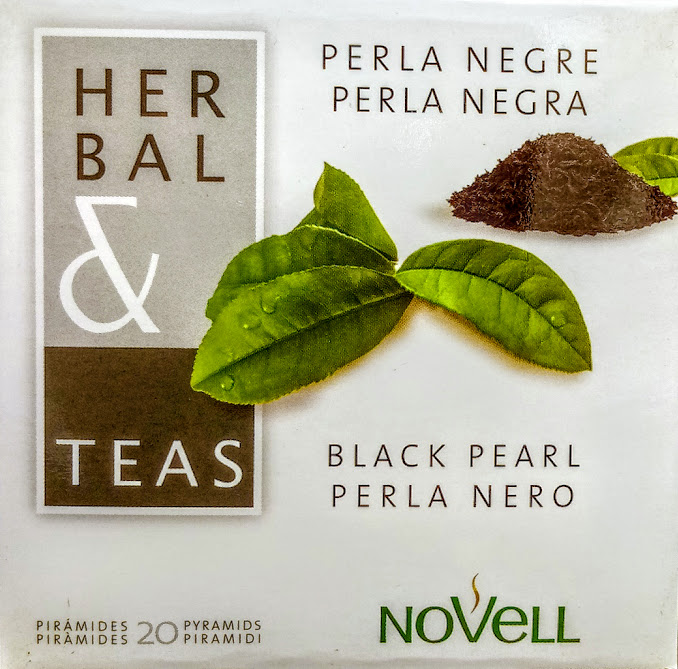 HER
BAL
&
TEAS
PERLA NEGRE
PERLA NEGRA
BLACK PEARL
PERLA NERO
PIRÁMIDES 20 PYRAMIDS
PIRÀMIDES PIRAMIDI
NOVELL